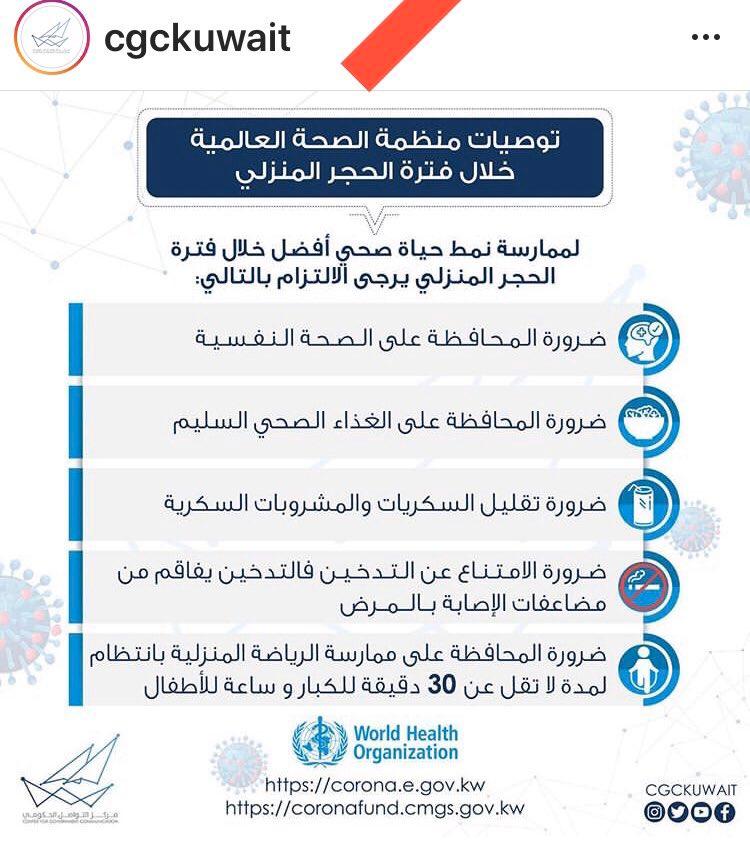 cgckuwait
توصيات منظمة الصحة العالمية
خلال فترة الحجر المنزلي
لممارسة نمط حياة صحي أفضل خلال فترة
الحجر المنزلي يرجى الالتزام بالتالي:
ضرورة المحافظة على الصحة النفسية
ضرورة المحافظة على الغذاء الصحي السليم
ضرورة تقليل السكريات والمشروبات السكرية
ضرورة الامتناع عن التدخين فالتدخين يفاقم من
مضاعفات الإصابة بالمرض
ضرورة المحافظة على ممارسة الرياضة المنزلية بانتظام
لمدة لا تقل عن 30 دقيقة للكبار و ساعة للأطفال
World Health
Organization
https://corona.e.gov.kw
https://coronafund.cmgs.gov.kw
CGCKUWAIT
مركز التواصل الحكومي
CENTER FOR GOVERNMENT COMMUNICATION